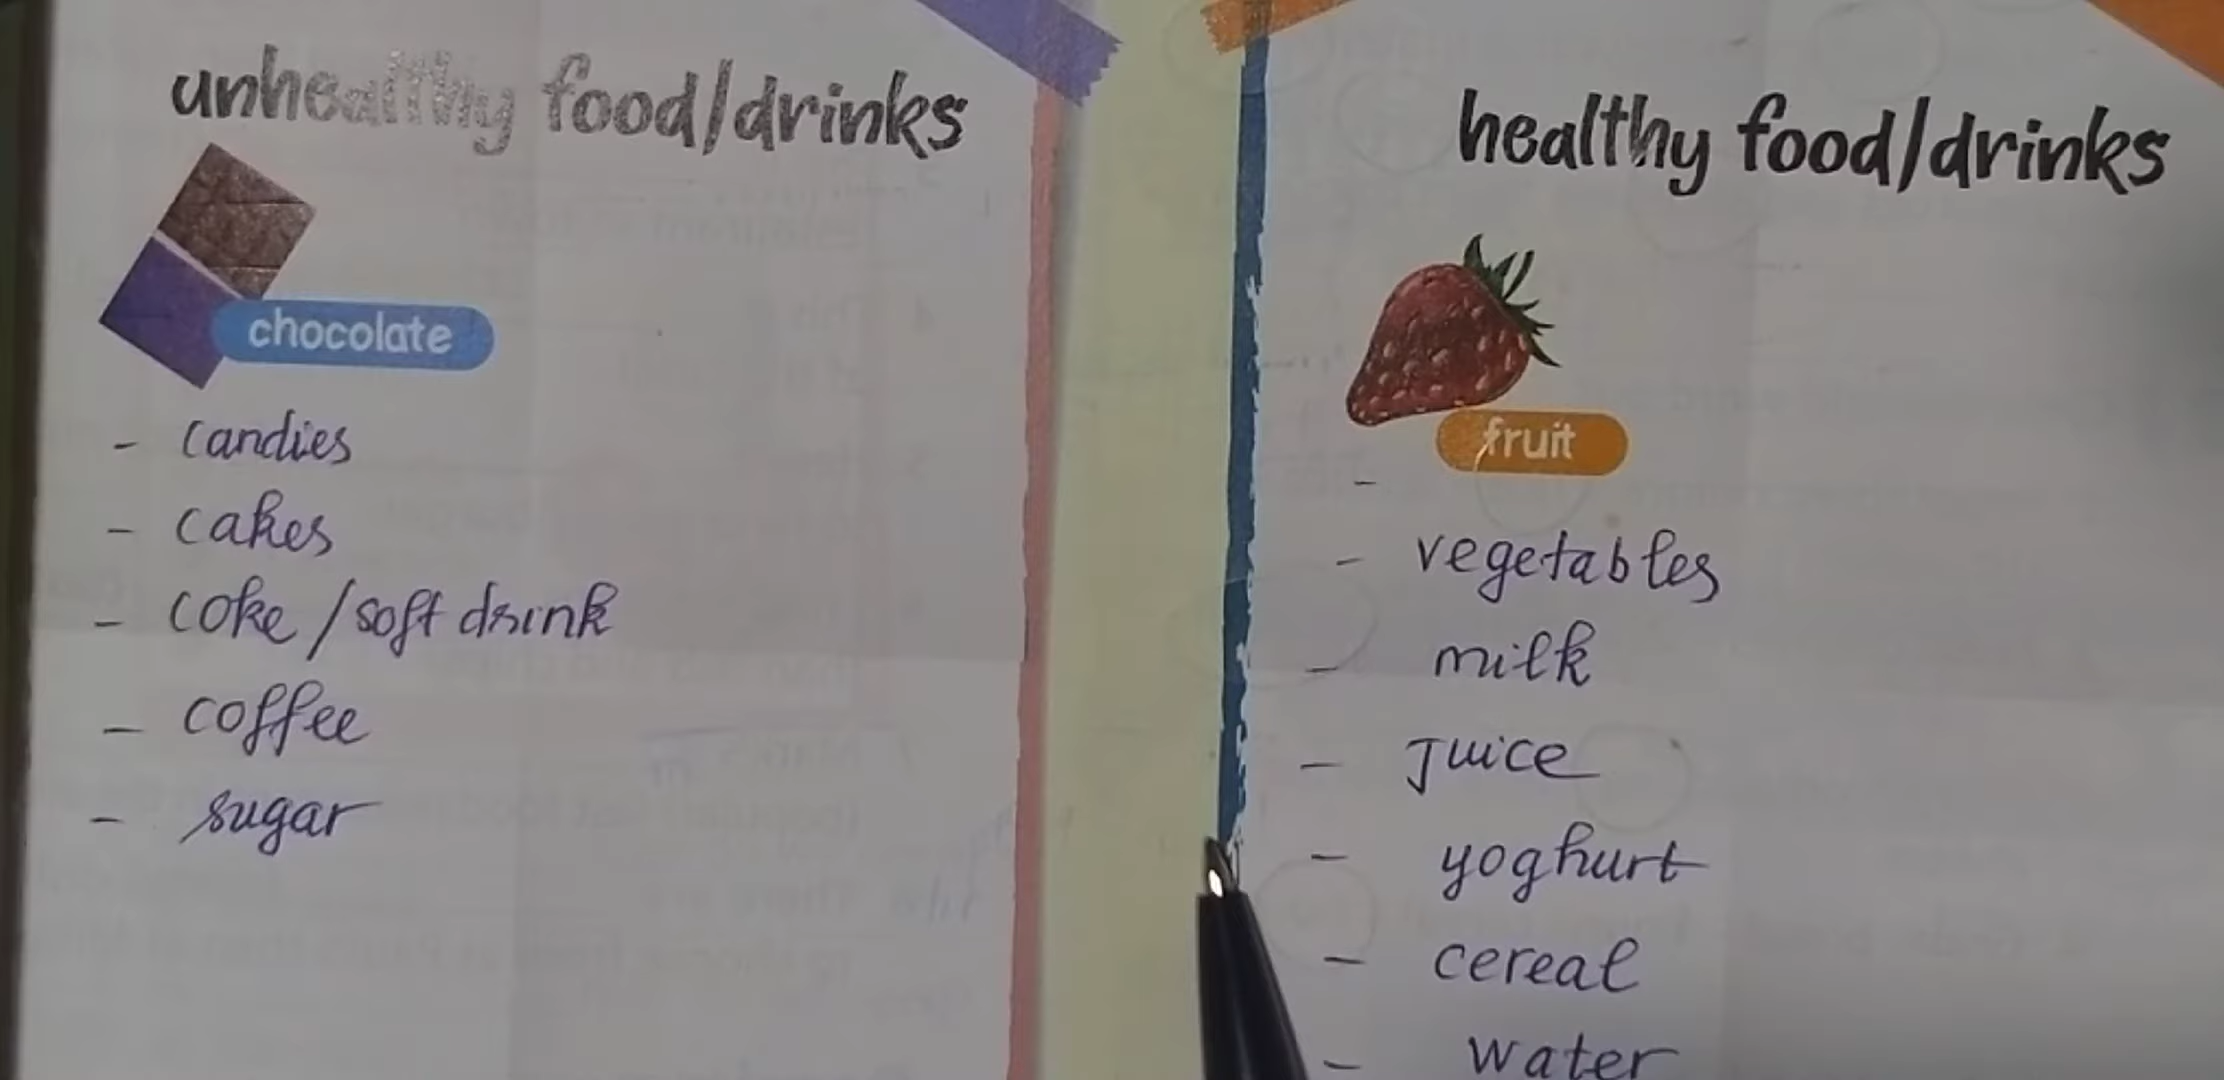 unhealthy food/drinks
chocolate
- candies
- cakes
- coke / soft drink
- coffee
- sugar
healthy food/drinks
fruit
-
- vegetables
- milk
- Juice
- yoghurt
- cereal
- water